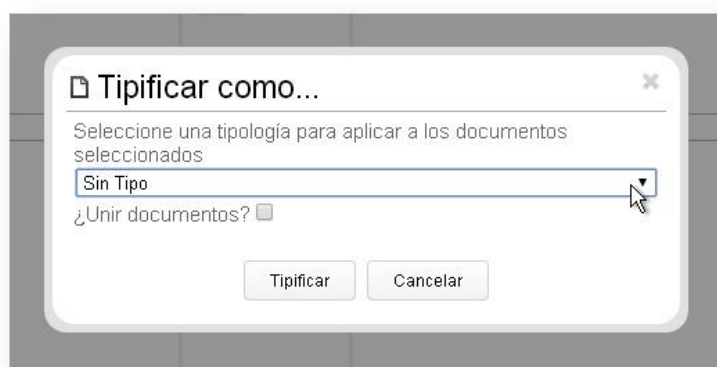 Tipificar como...
Seleccione una tipología para aplicar a los documentos
seleccionados
Sin Tipo
¿Unir documentos?
Tipificar Cancelar